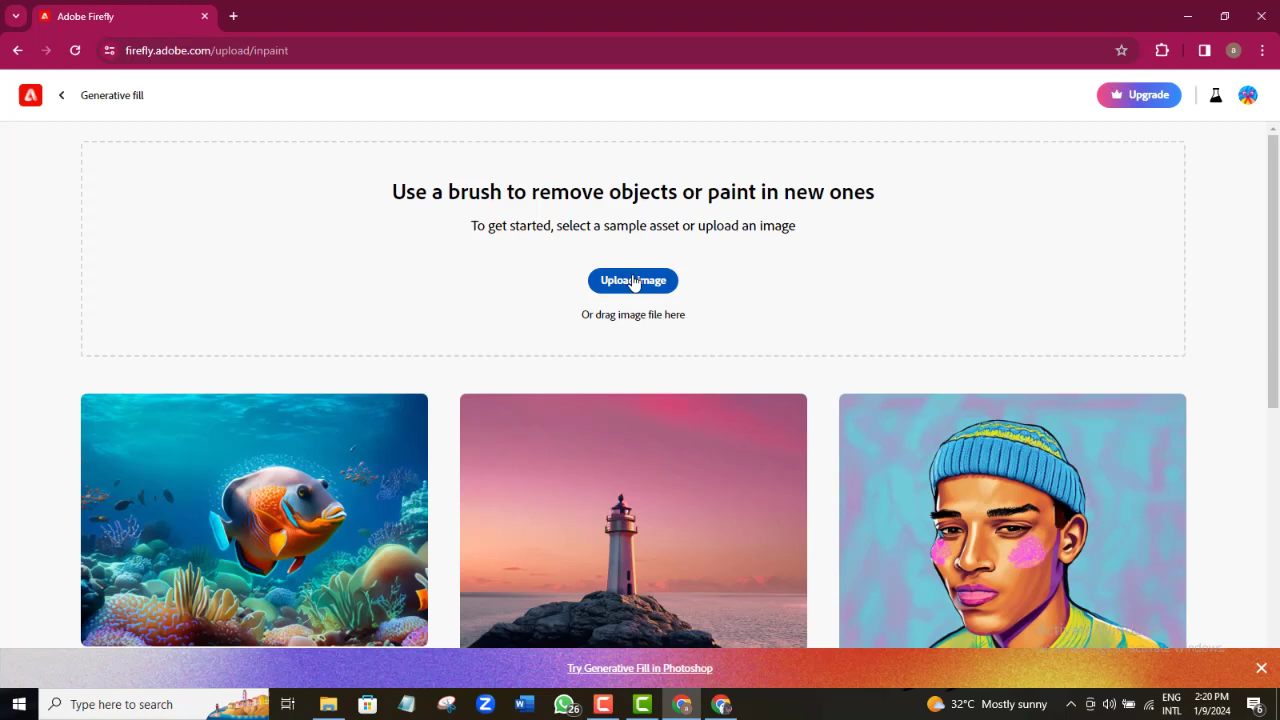 Adobe Firefly
firefly.adobe.com/upload/inpaint
a
Generative fill
Upgrade
Use a brush to remove objects or paint in new ones
To get started, select a sample asset or upload an image
Upload image
Or drag image file here
Try Generative Fill in Photoshop
Type here to search
26
32°C Mostly sunny
ENG
INTL
2:20 PM
1/9/2024
6